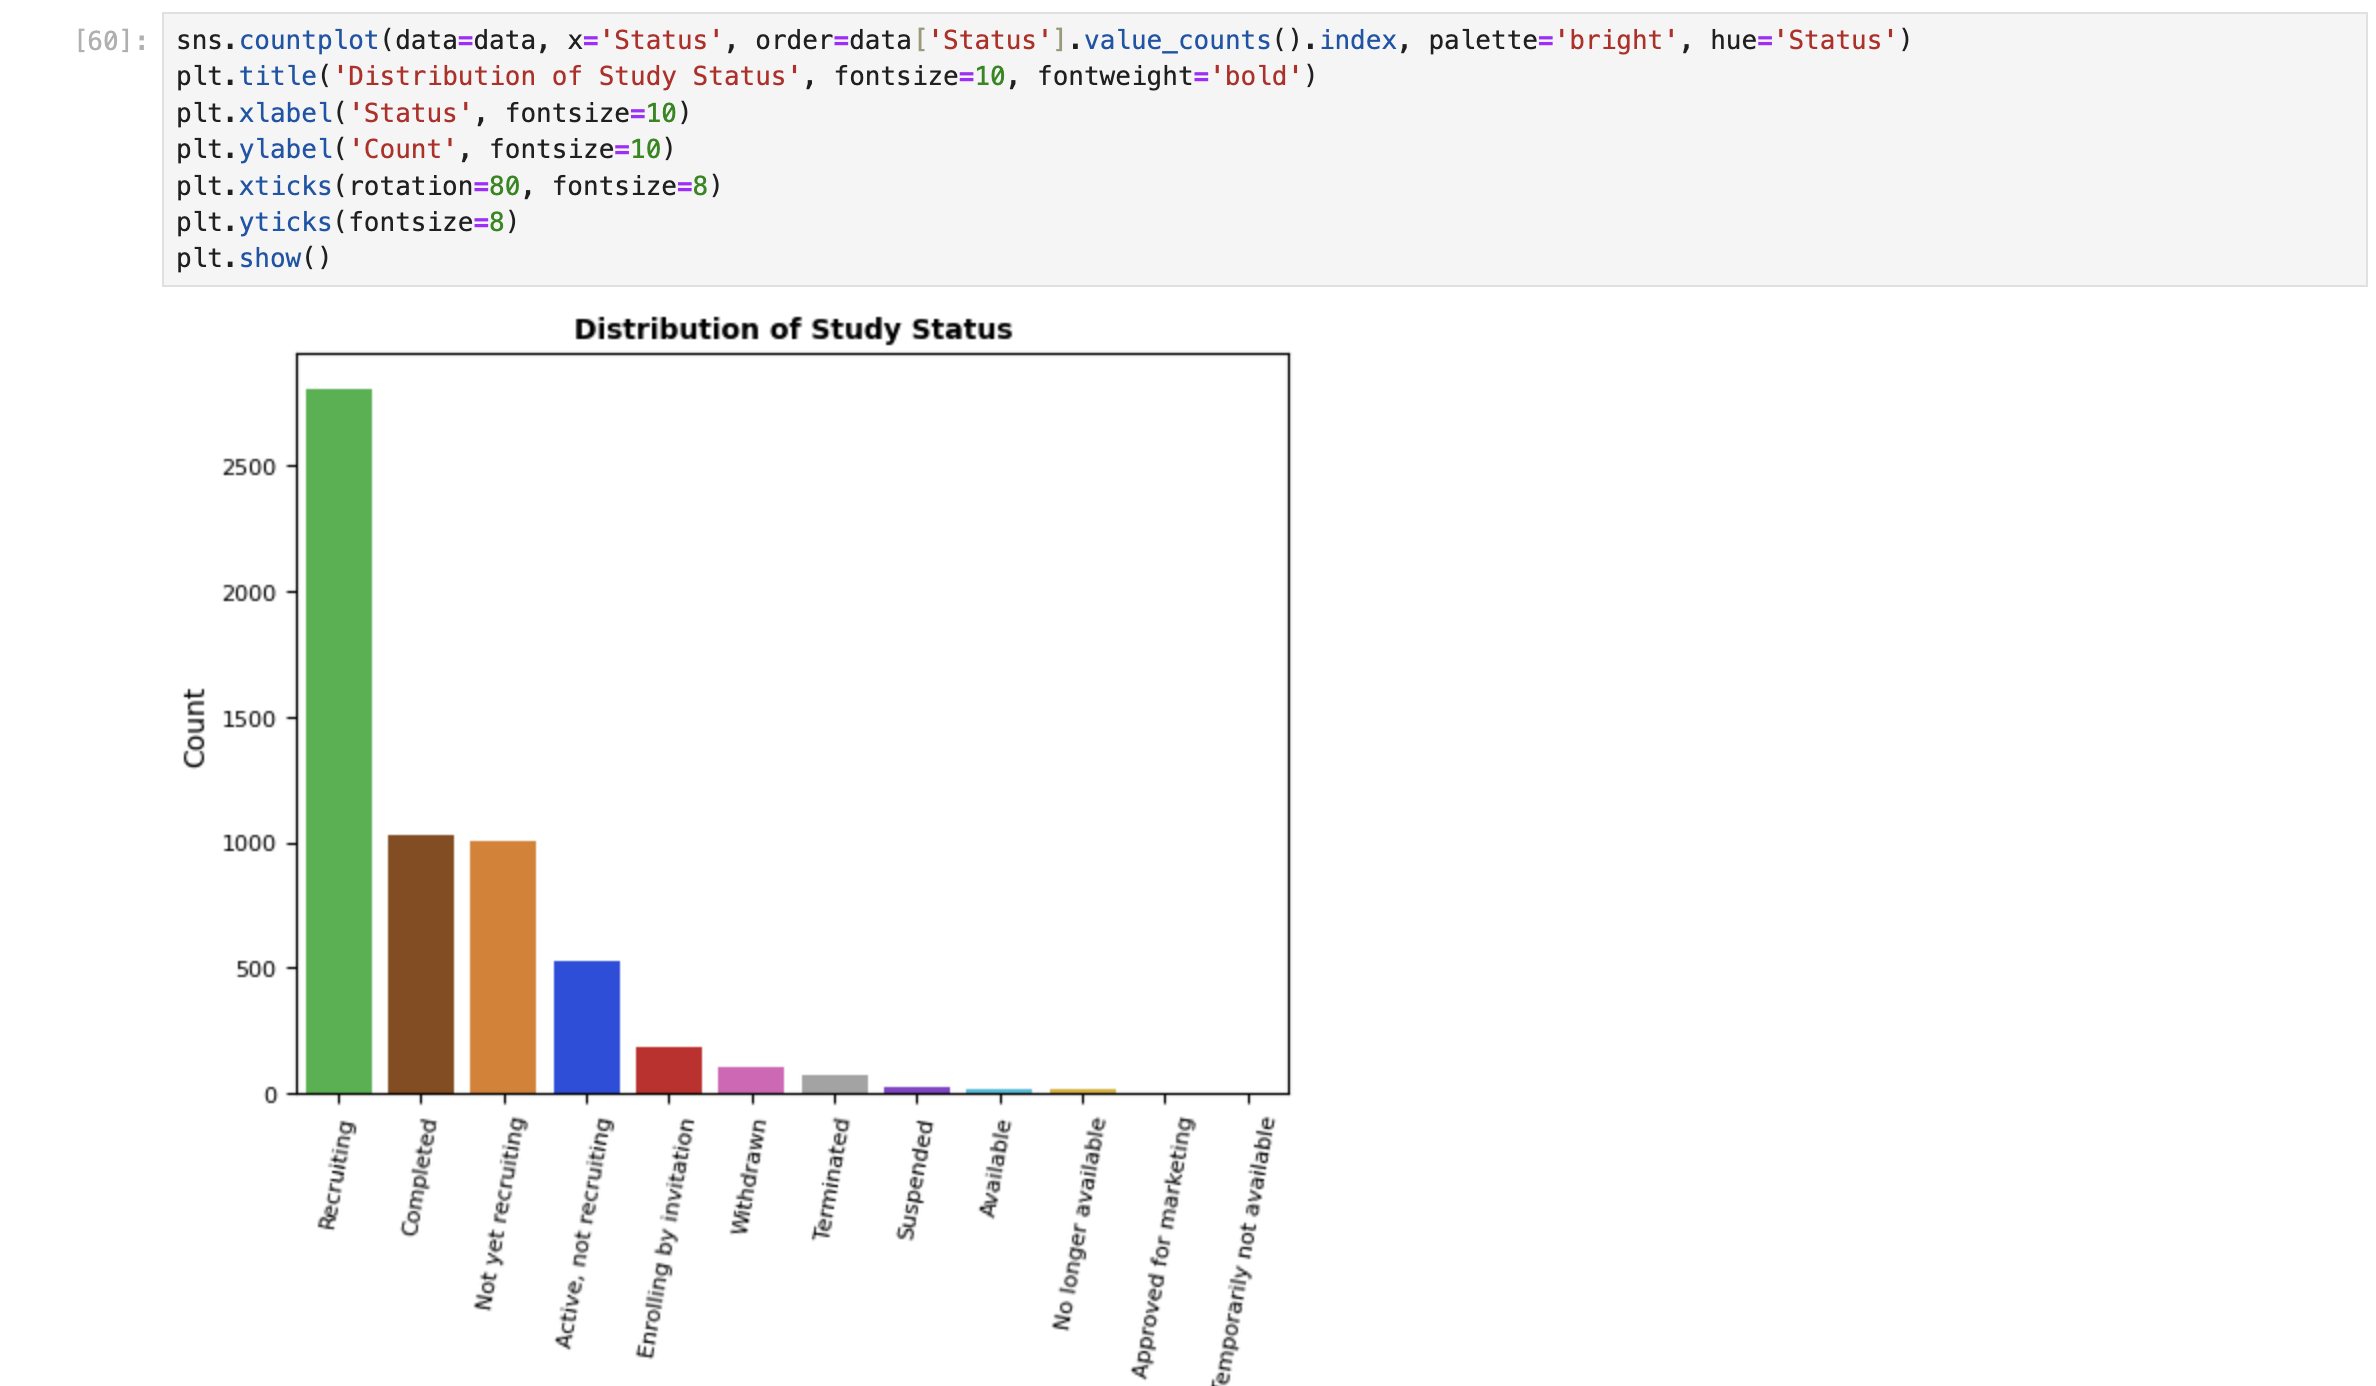 [60]: sns.countplot(data=data, x='Status', order=data['Status'].value_counts().index, palette='bright', hue='Status')
plt.title('Distribution of Study Status', fontsize=10, fontweight='bold')
plt.xlabel('Status', fontsize=10)
plt.ylabel('Count', fontsize=10)
plt.xticks(rotation=80, fontsize=8)
plt.yticks(fontsize=8)
plt.show()
Distribution of Study Status
Count
2500
2000
1500
1000
500
0
Recruiting
Completed
Not yet recruiting
Active, not recruiting
Enrolling by invitation
Withdrawn
Terminated
Suspended
Available
No longer available
Approved for marketing
Temporarily not available